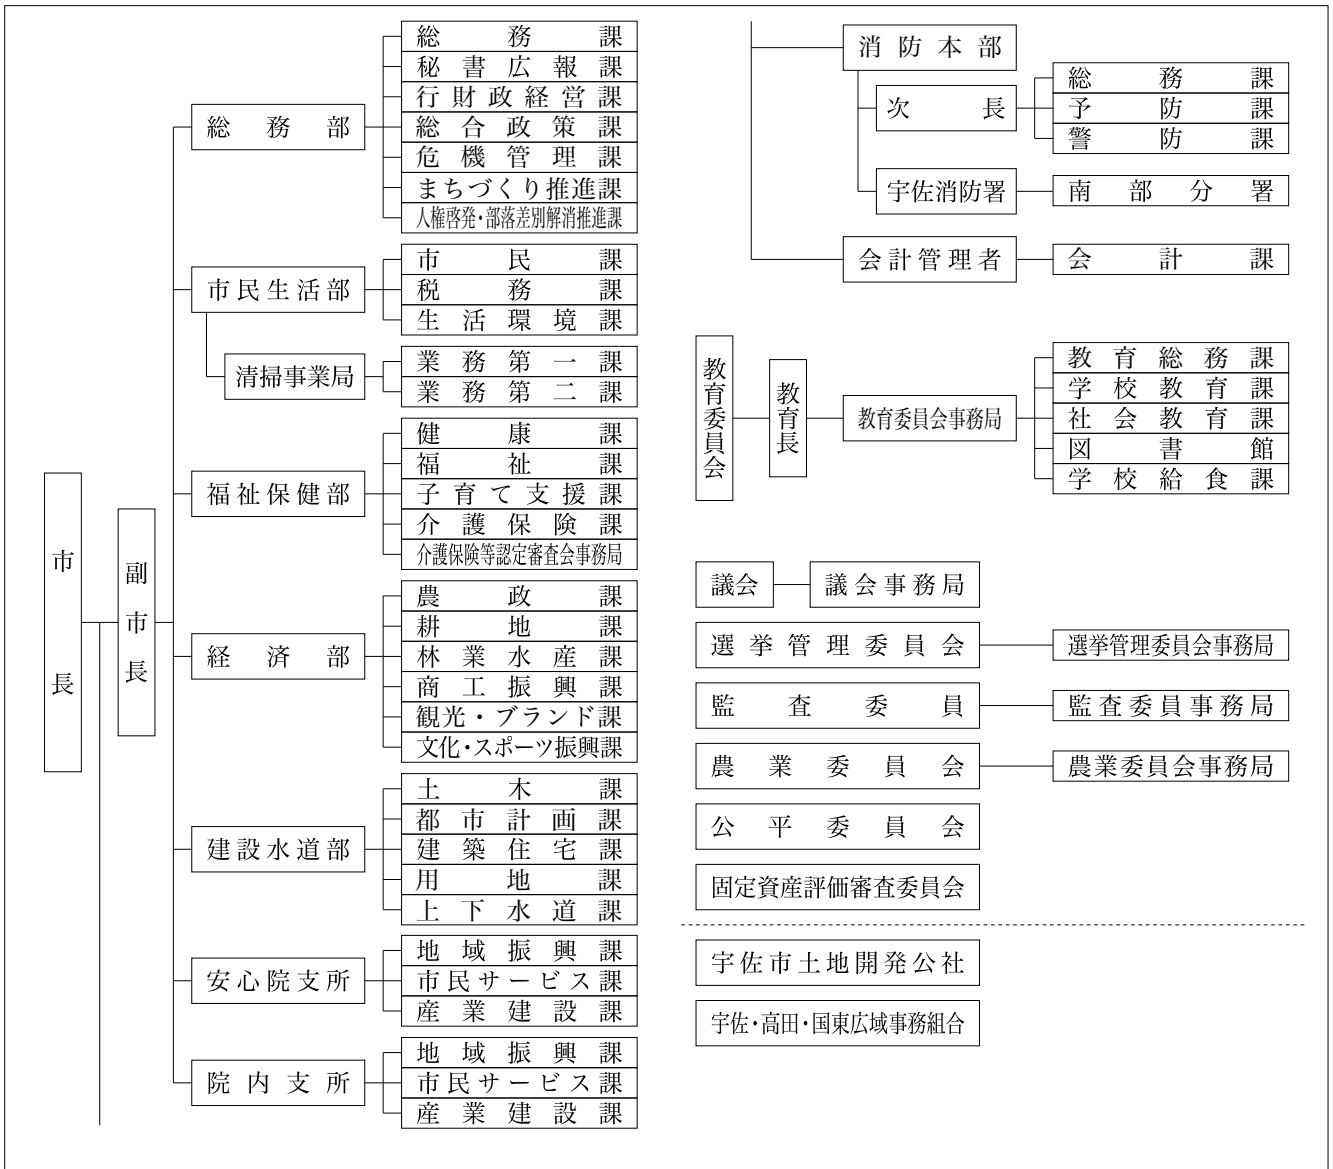 市長
副市長
総務部
総務課
秘書広報課
行財政経営課
総合政策課
危機管理課
まちづくり推進課
人権啓発・部落差別解消推進課
市民生活部
市民課
税務課
生活環境課
清掃事業局
業務第一課
業務第二課
福祉保健部
健康課
福祉課
子育て支援課
介護保険課
介護保険等認定審査会事務局
経済部
農政課
耕地課
林業水産課
商工振興課
観光・ブランド課
文化・スポーツ振興課
建設水道部
土木課
都市計画課
建築住宅課
用地課
上下水道課
安心院支所
地域振興課
市民サービス課
産業建設課
院内支所
地域振興課
市民サービス課
産業建設課
消防本部
次長
総務課
予防課
警防課
宇佐消防署
南部分署
会計管理者
会計課
教育委員会
教育長
教育委員会事務局
教育総務課
学校教育課
社会教育課
図書館
学校給食課
議会
議会事務局
選挙管理委員会
選挙管理委員会事務局
監査委員
監査委員事務局
農業委員会
農業委員会事務局
公平委員会
固定資産評価審査委員会
宇佐市土地開発公社
宇佐・高田・国東広域事務組合